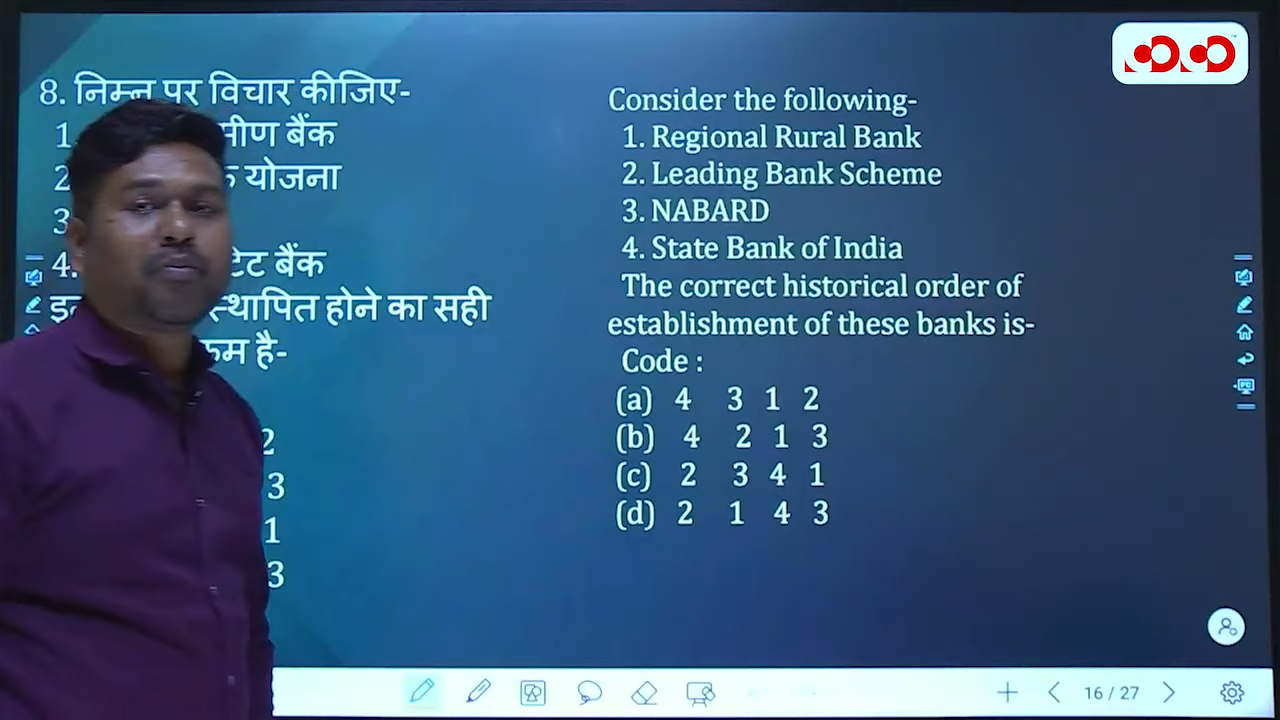 8. निम्न पर विचार कीजिए-
1. बैंक
2 योजना
3
4. बैंक
स्थापित होने का सही
है-
2
3
1
3
Consider the following-
1. Regional Rural Bank
2. Leading Bank Scheme
3. NABARD
4. State Bank of India
The correct historical order of
establishment of these banks is-
Code :
(a) 4 3 1 2
(b) 4 2 1 3
(c) 2 3 4 1
(d) 2 1 4 3
16 / 27